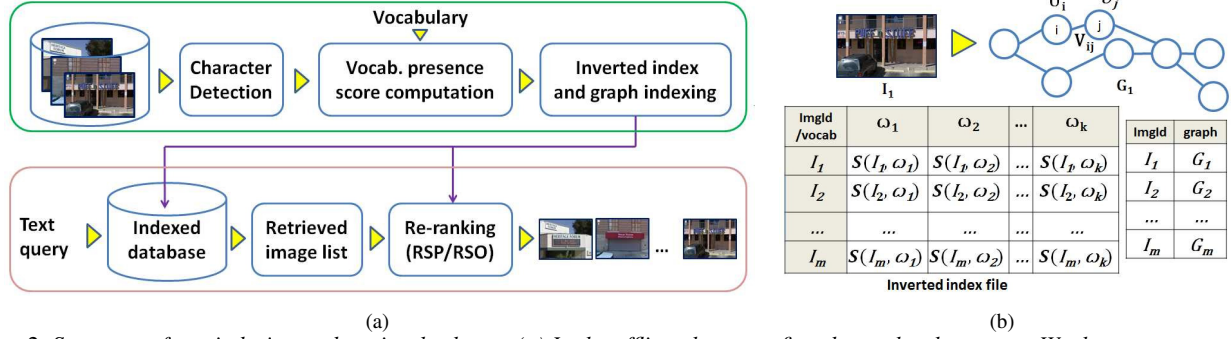 Vocabulary
Character
Detection
Vocab. presence
score computation
Inverted index
and graph indexing
Text
query
Indexed
database
Retrieved
image list
Re-ranking
(RSP/RSO)
...
(a)
I₁
i
j
Vᵢⱼ
G₁
ImgId
/vocab ω₁ ω₂ ... ωₖ
I₁ S(I₁, ω₁) S(I₁, ω₂) ... S(I₁, ωₖ)
I₂ S(I₂, ω₁) S(I₂, ω₂) ... S(I₂, ωₖ)
... ... ... ... ...
Iₘ S(Iₘ, ω₁) S(Iₘ, ω₂) ... S(Iₘ, ωₖ)
Inverted index file
ImgId graph
I₁ G₁
I₂ G₂
... ...
Iₘ Gₘ
(b)